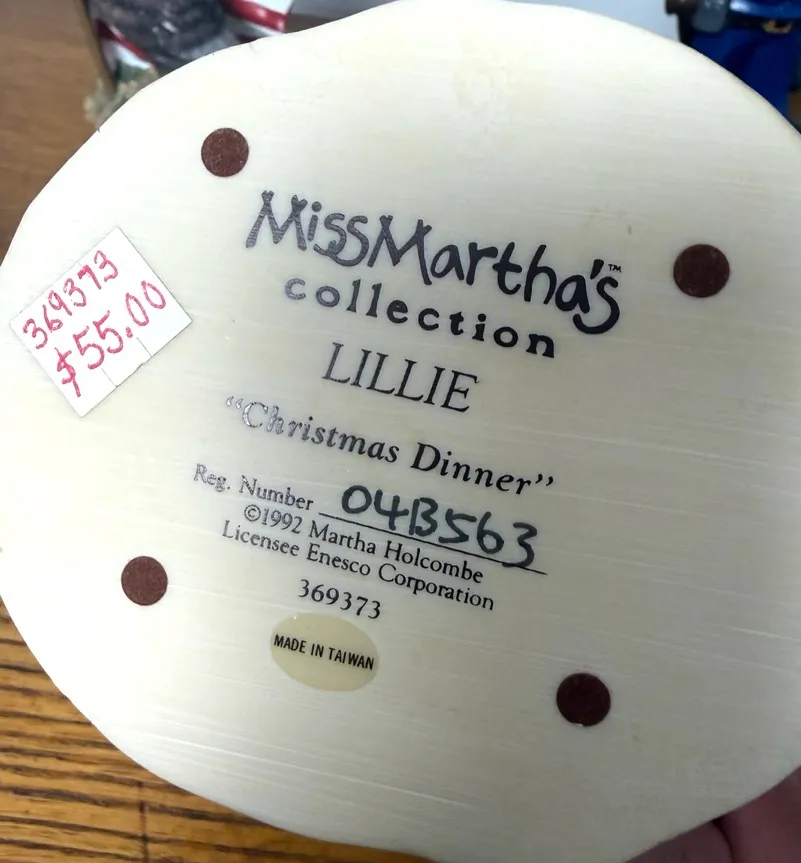 369373
$55.00
MissMartha's™
collection
LILLIE
“Christmas Dinner”
Reg. Number 04B563
©1992 Martha Holcombe
Licensee Enesco Corporation
369373
MADE IN TAIWAN